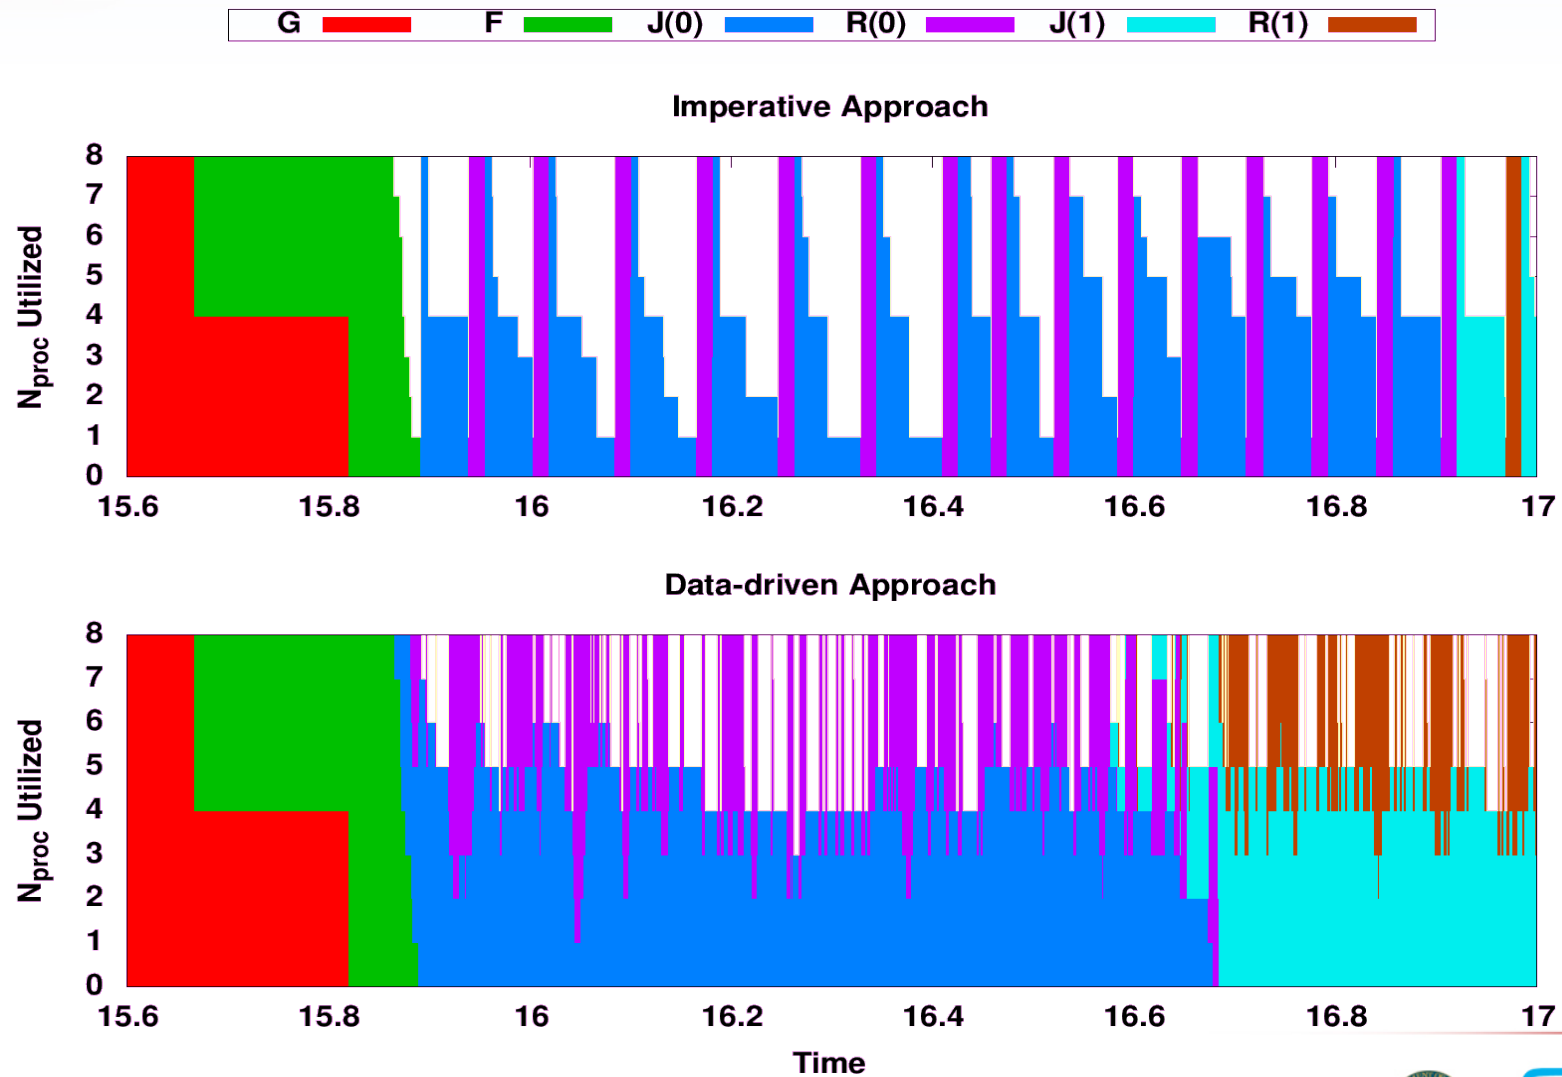 G F J(0) R(0) J(1) R(1)
Imperative Approach
8
7
6
5
4
3
2
1
0
Nproc Utilized
15.6 15.8 16 16.2 16.4 16.6 16.8 17
Data-driven Approach
8
7
6
5
4
3
2
1
0
Nproc Utilized
15.6 15.8 16 16.2 16.4 16.6 16.8 17
Time